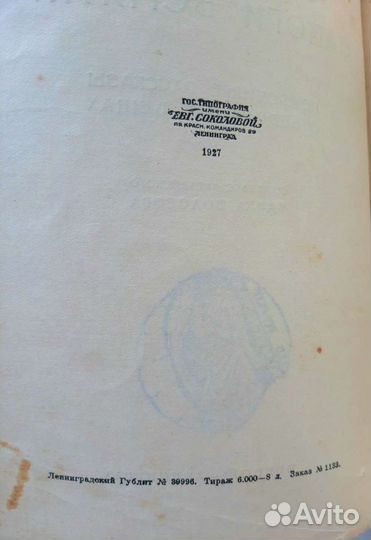 ГОС. ТИПОГРАФИЯ
имени
ЕВГ. СОКОЛОВОЙ
ПР. КРАСН. КОМАНДИРОВ 29
ЛЕНИНГРАД
1927
Ленинградский Гублит № 39996. Тираж 6.000—8 л. Заказ № 1133.
Avito